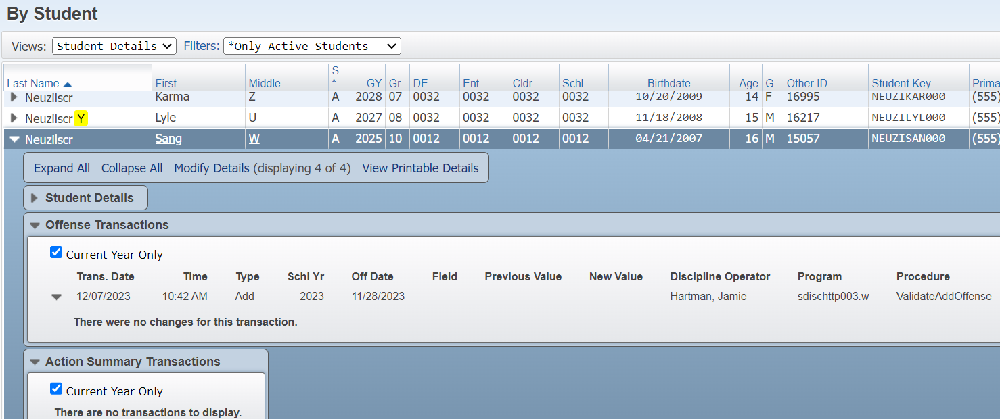 By Student
Views: Student Details Filters: *Only Active Students
Last Name First Middle S * GY Gr DE Ent Cldr Schl Birthdate Age G Other ID Student Key Prima
Neuzilscr Karma Z A 2028 07 0032 0032 0032 0032 10/20/2009 14 F 16995 NEUZIKAR000 (555)
Neuzilscr Y Lyle U A 2027 08 0032 0032 0032 0032 11/18/2008 15 M 16217 NEUZILYL000 (555)
Neuzilscr Sang W A 2025 10 0012 0012 0012 0012 04/21/2007 16 M 15057 NEUZISAN000 (555)
Expand All Collapse All Modify Details (displaying 4 of 4) View Printable Details
Student Details
Offense Transactions
Current Year Only
Trans. Date Time Type Schl Yr Off Date Field Previous Value New Value Discipline Operator Program Procedure
12/07/2023 10:42 AM Add 2023 11/28/2023 Hartman, Jamie sdischttp003.w ValidateAddOffense
There were no changes for this transaction.
Action Summary Transactions
Current Year Only
There are no transactions to display.